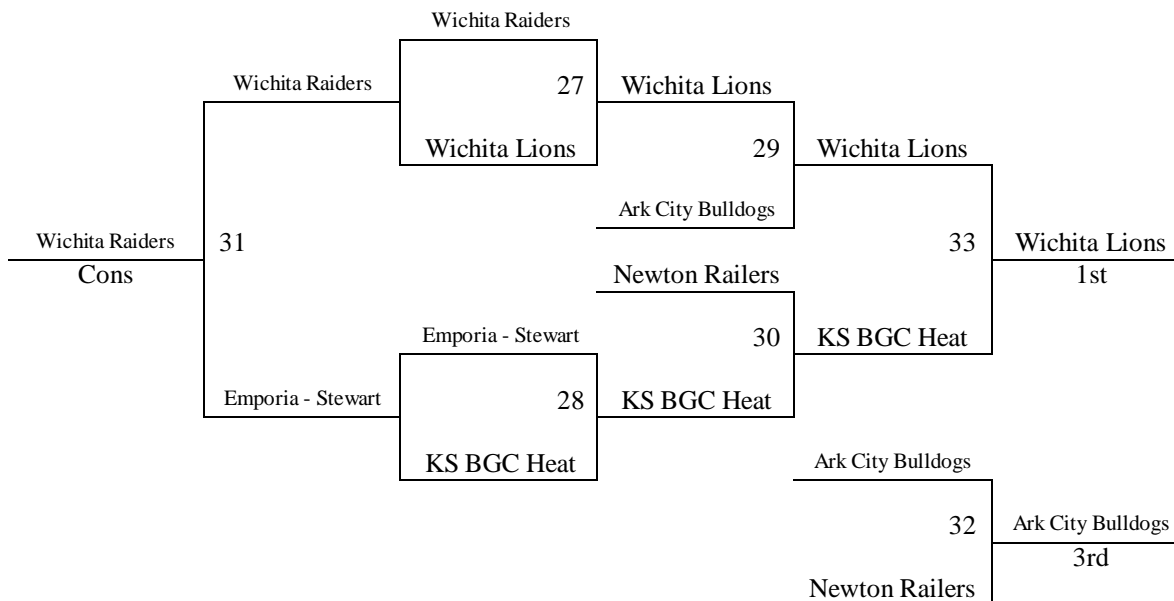 Wichita Raiders
Wichita Raiders
27
Wichita Lions
Wichita Lions
29
Wichita Lions
Ark City Bulldogs
Wichita Raiders
31
33
Wichita Lions
Cons
Newton Railers
1st
Emporia - Stewart
30
KS BGC Heat
Emporia - Stewart
28
KS BGC Heat
KS BGC Heat
Ark City Bulldogs
32
Ark City Bulldogs
3rd
Newton Railers